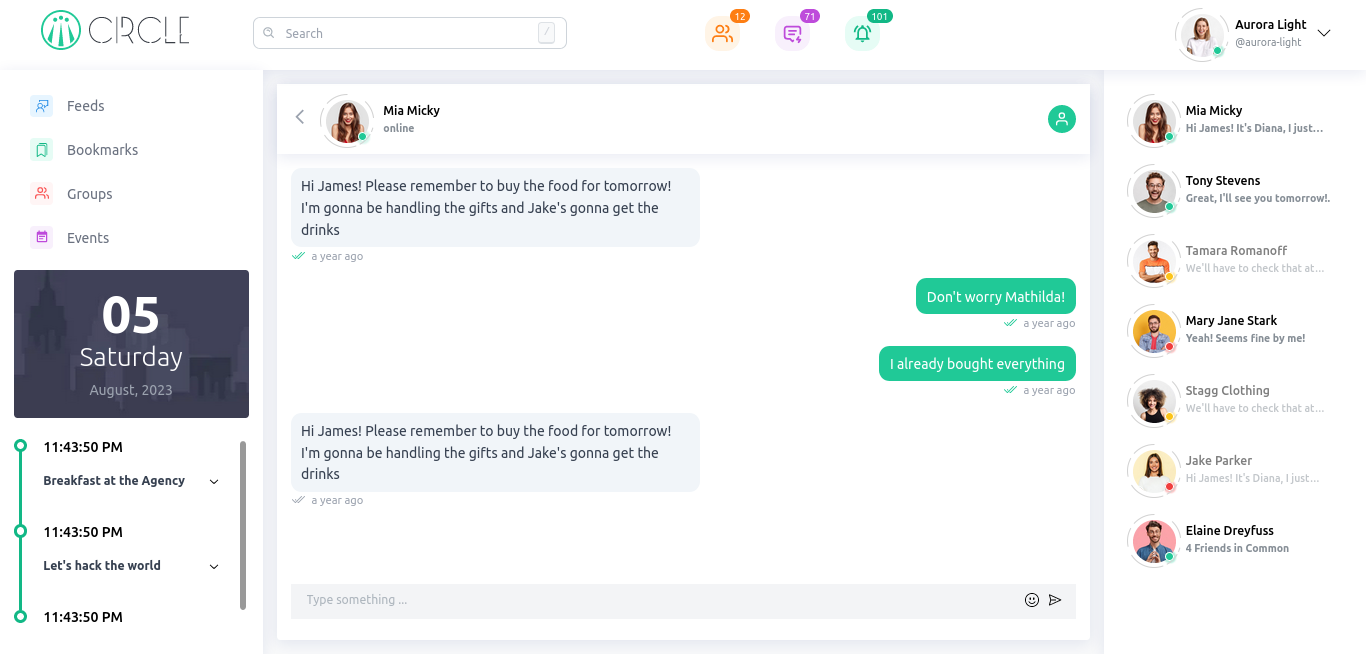 CIRCLE
Search
/
12
71
101
Aurora Light
@aurora-light
Feeds
Bookmarks
Groups
Events
05
Saturday
August, 2023
11:43:50 PM
Breakfast at the Agency
11:43:50 PM
Let's hack the world
11:43:50 PM
Mia Micky
online
Hi James! Please remember to buy the food for tomorrow!
I'm gonna be handling the gifts and Jake's gonna get the
drinks
a year ago
Don't worry Mathilda!
a year ago
I already bought everything
a year ago
Hi James! Please remember to buy the food for tomorrow!
I'm gonna be handling the gifts and Jake's gonna get the
drinks
a year ago
Type something ...
Mia Micky
Hi James! It's Diana, I just...
Tony Stevens
Great, I'll see you tomorrow!.
Tamara Romanoff
We'll have to check that at...
Mary Jane Stark
Yeah! Seems fine by me!
Stagg Clothing
We'll have to check that at...
Jake Parker
Hi James! It's Diana, I just...
Elaine Dreyfuss
4 Friends in Common